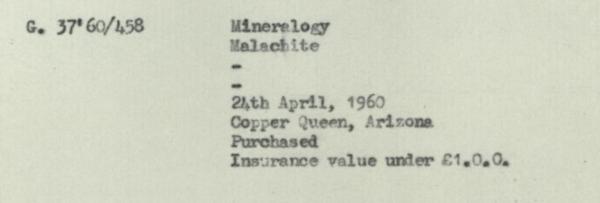 G. 37'60/458 Mineralogy
Malachite
-
-
24th April, 1960
Copper Queen, Arizona
Purchased
Insurance value under £1.0.0.